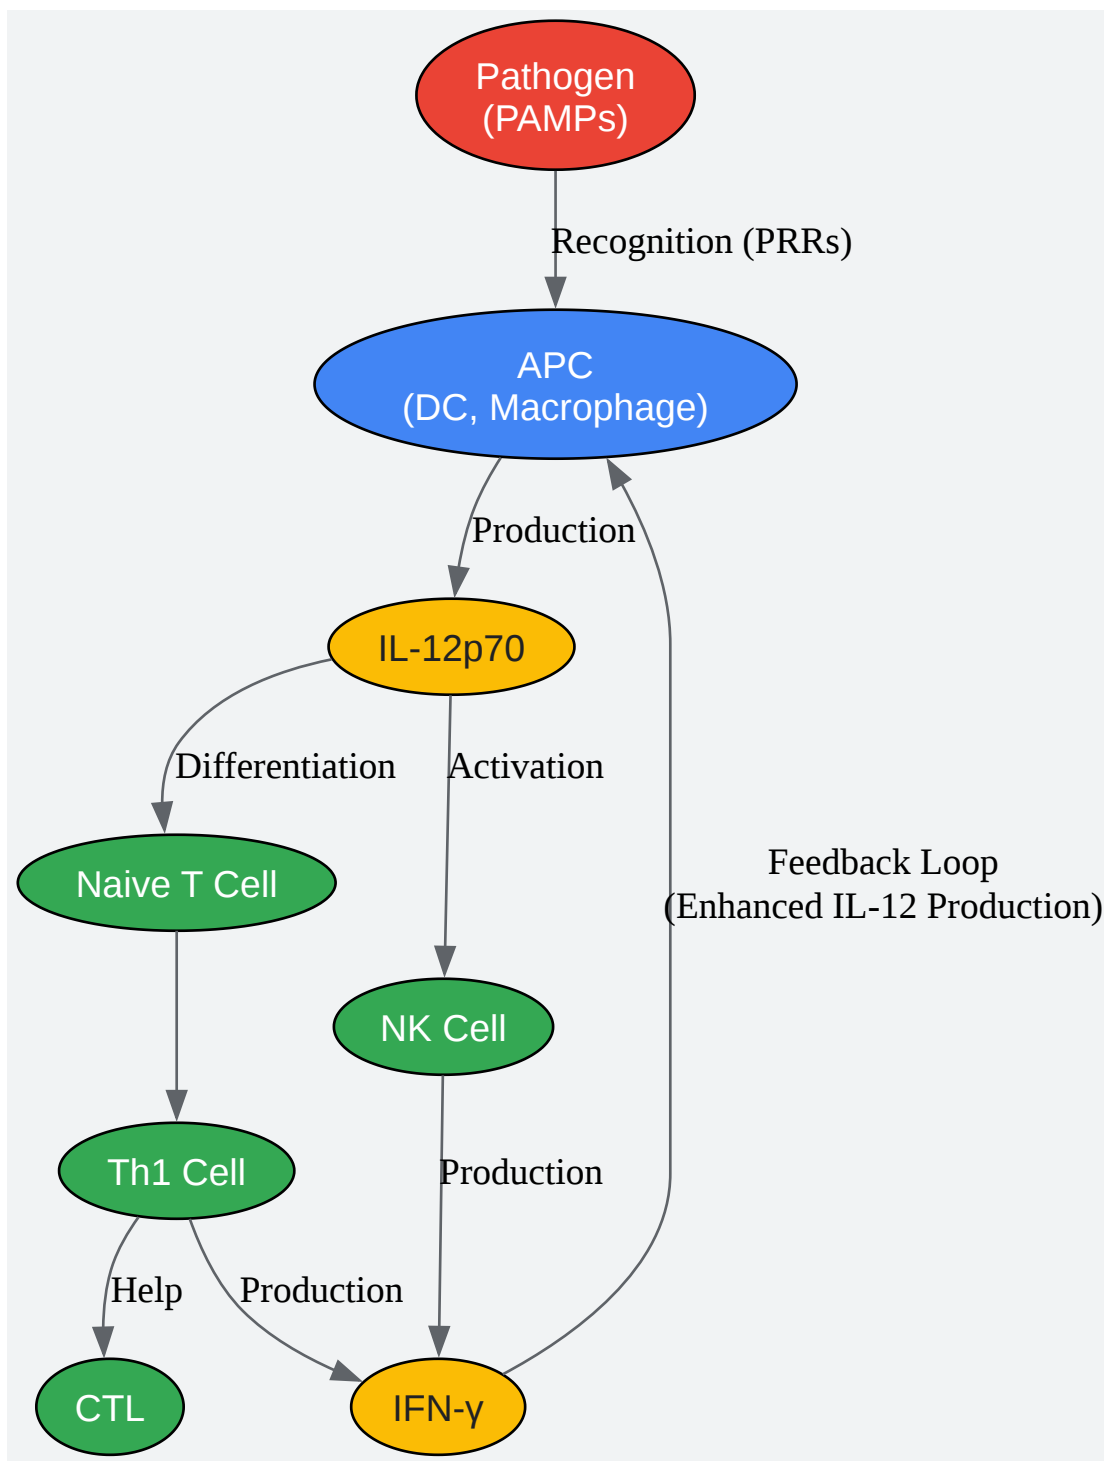 Pathogen
(PAMPs)
Recognition (PRRs)
APC
(DC, Macrophage)
Production
IL-12p70
Differentiation
Activation
Naive T Cell
Feedback Loop
(Enhanced IL-12 Production)
NK Cell
Th1 Cell
Production
Help
Production
CTL
IFN-γ